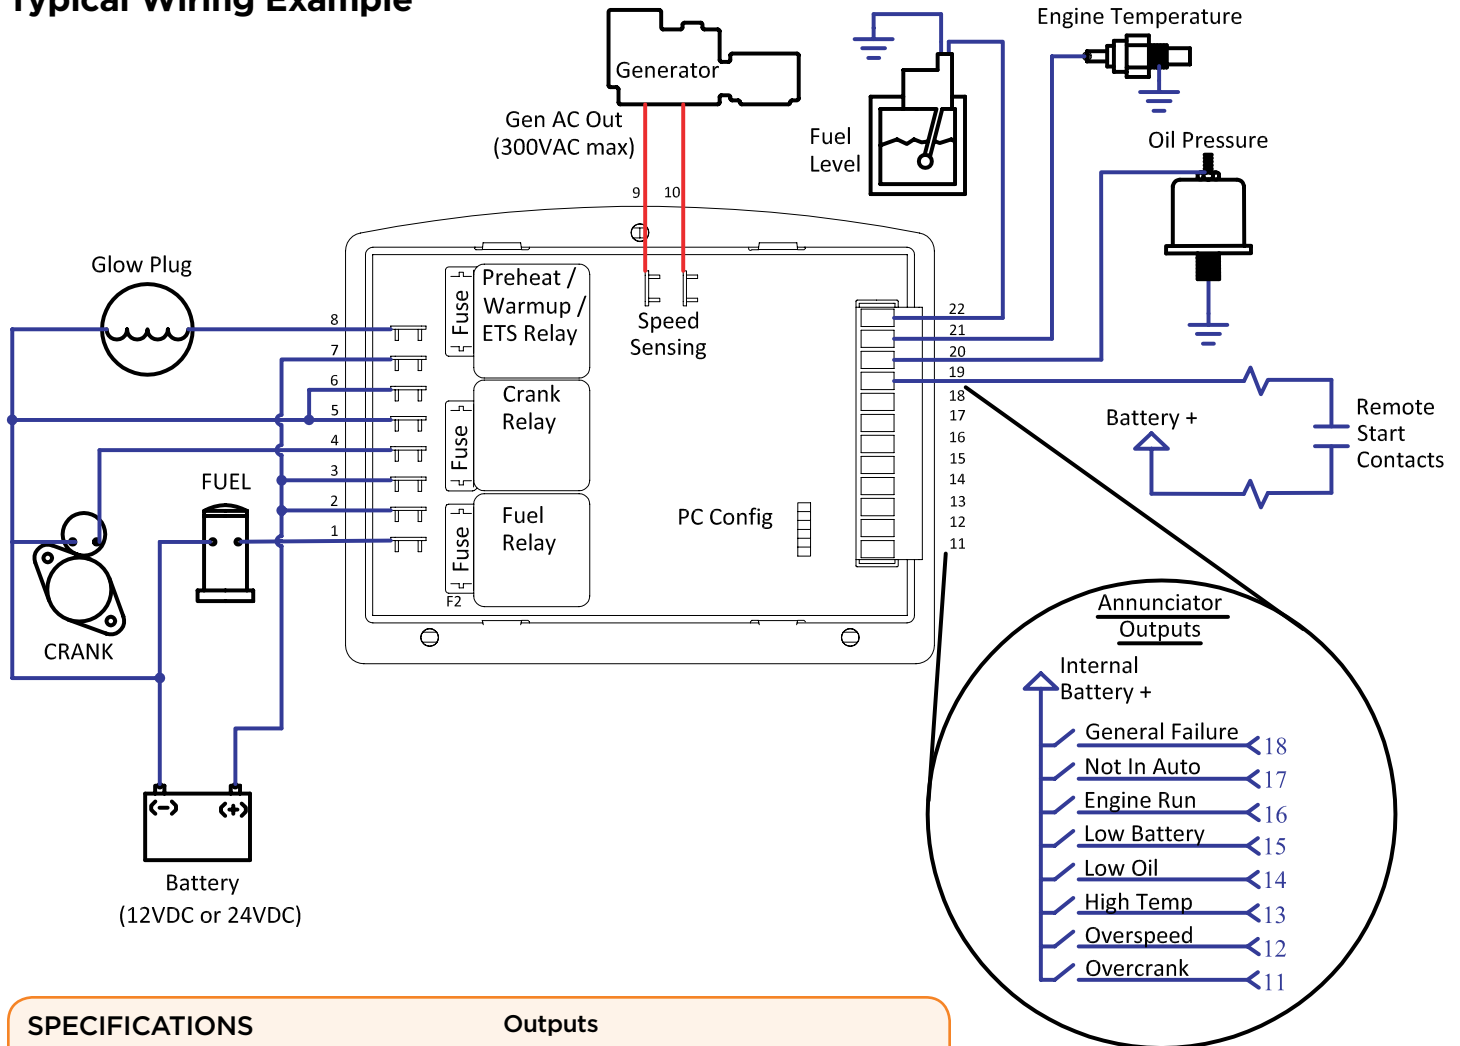 Typical Wiring Example
Engine Temperature
Generator
Gen AC Out
(300VAC max)
Fuel
Level
Oil Pressure
9
10
Glow Plug
Preheat /
Warmup /
ETS Relay
Fuse
Speed
Sensing
8
7
6
5
4
3
2
1
Crank
Relay
Fuse
Fuel
Relay
Fuse
F2
PC Config
22
21
20
19
18
17
16
15
14
13
12
11
Battery +
Remote
Start
Contacts
FUEL
CRANK
(-)
(+)
Battery
(12VDC or 24VDC)
Annunciator
Outputs
Internal
Battery +
General Failure 18
Not In Auto 17
Engine Run 16
Low Battery 15
Low Oil 14
High Temp 13
Overspeed 12
Overcrank 11
SPECIFICATIONS
Outputs